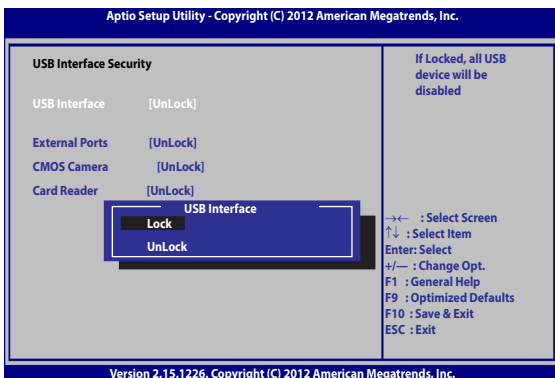 Aptio Setup Utility - Copyright (C) 2012 American Megatrends, Inc.
USB Interface Security
USB Interface [UnLock]
External Ports [UnLock]
CMOS Camera [UnLock]
Card Reader [UnLock]
USB Interface
Lock
UnLock
If Locked, all USB
device will be
disabled
→← : Select Screen
↑↓ : Select Item
Enter: Select
+/— : Change Opt.
F1 : General Help
F9 : Optimized Defaults
F10 : Save & Exit
ESC : Exit
Version 2.15.1226. Copyright (C) 2012 American Megatrends, Inc.